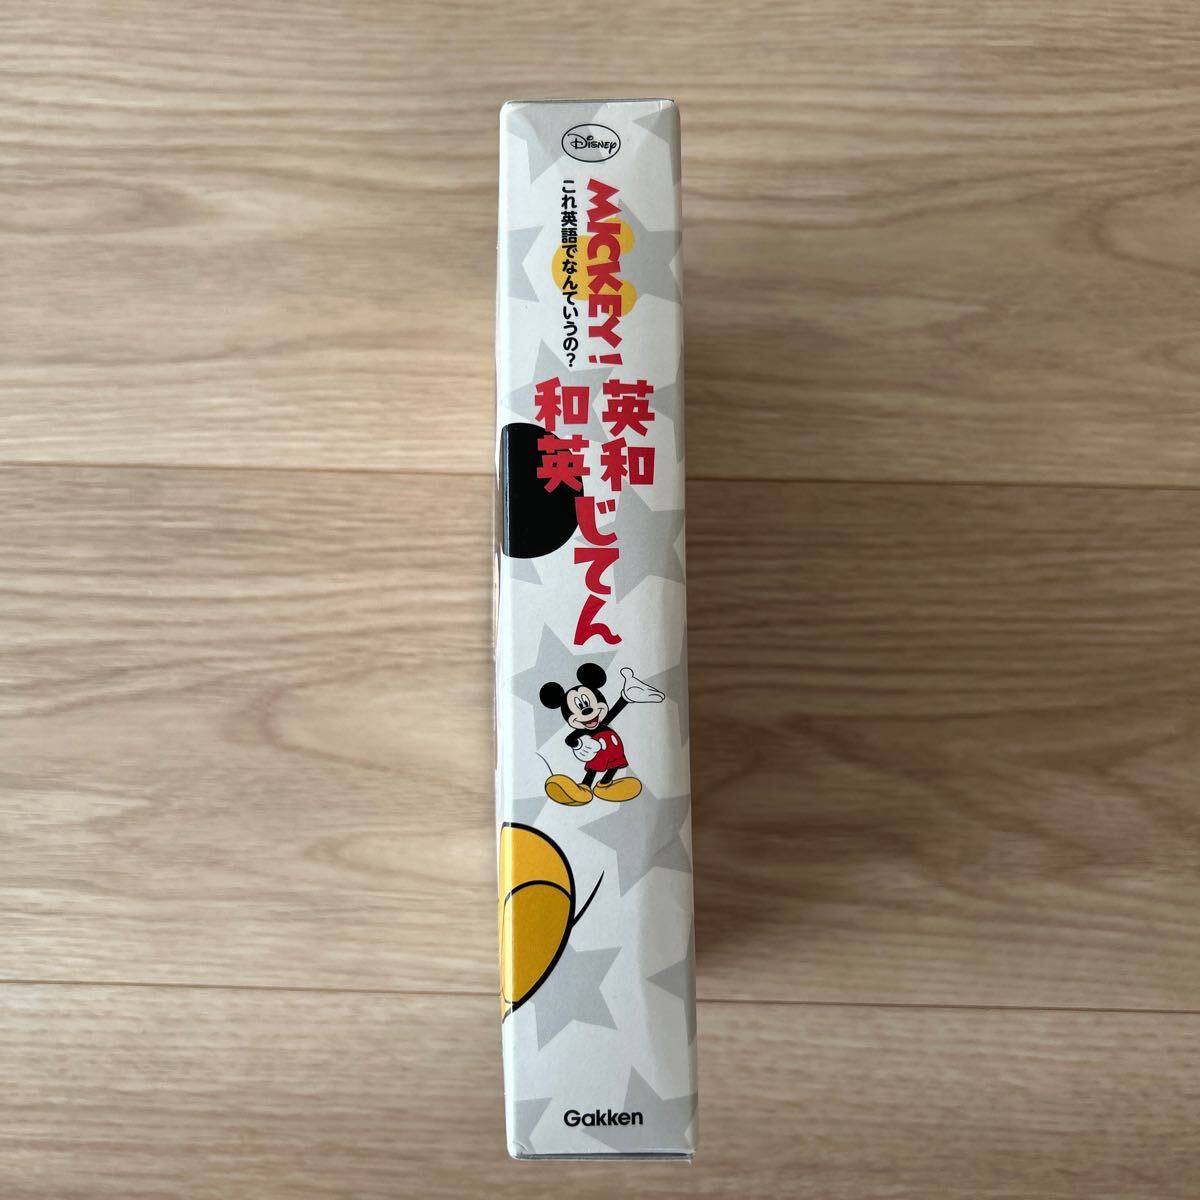 Disney
MICKEY!
これ英語でなんていうの?
英和
和英
じてん
Gakken